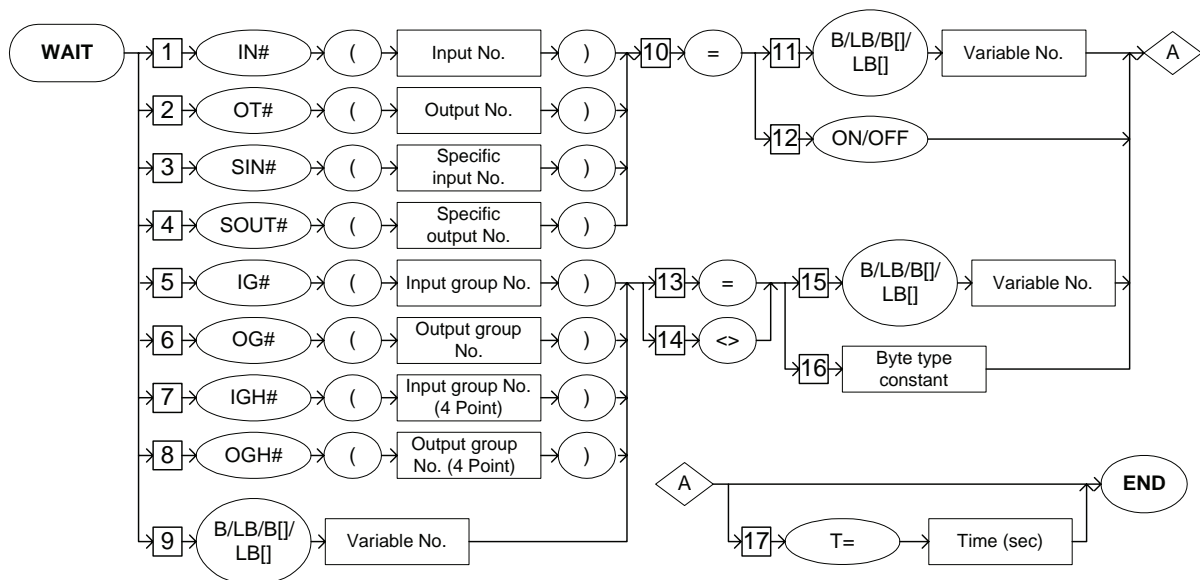 WAIT
1 IN# ( Input No. ) 10 = 11 B/LB/B[]/
LB[] Variable No. A
2 OT# ( Output No. ) 12 ON/OFF
3 SIN# ( Specific
input No. )
4 SOUT# ( Specific
output No. )
5 IG# ( Input group No. ) 13 = 15 B/LB/B[]/
LB[] Variable No.
6 OG# ( Output group
No. ) 14 <> 16 Byte type
constant
7 IGH# ( Input group No.
(4 Point) )
8 OGH# ( Output group
No. (4 Point) )
9 B/LB/B[]/
LB[] Variable No.
A END
17 T= Time (sec)